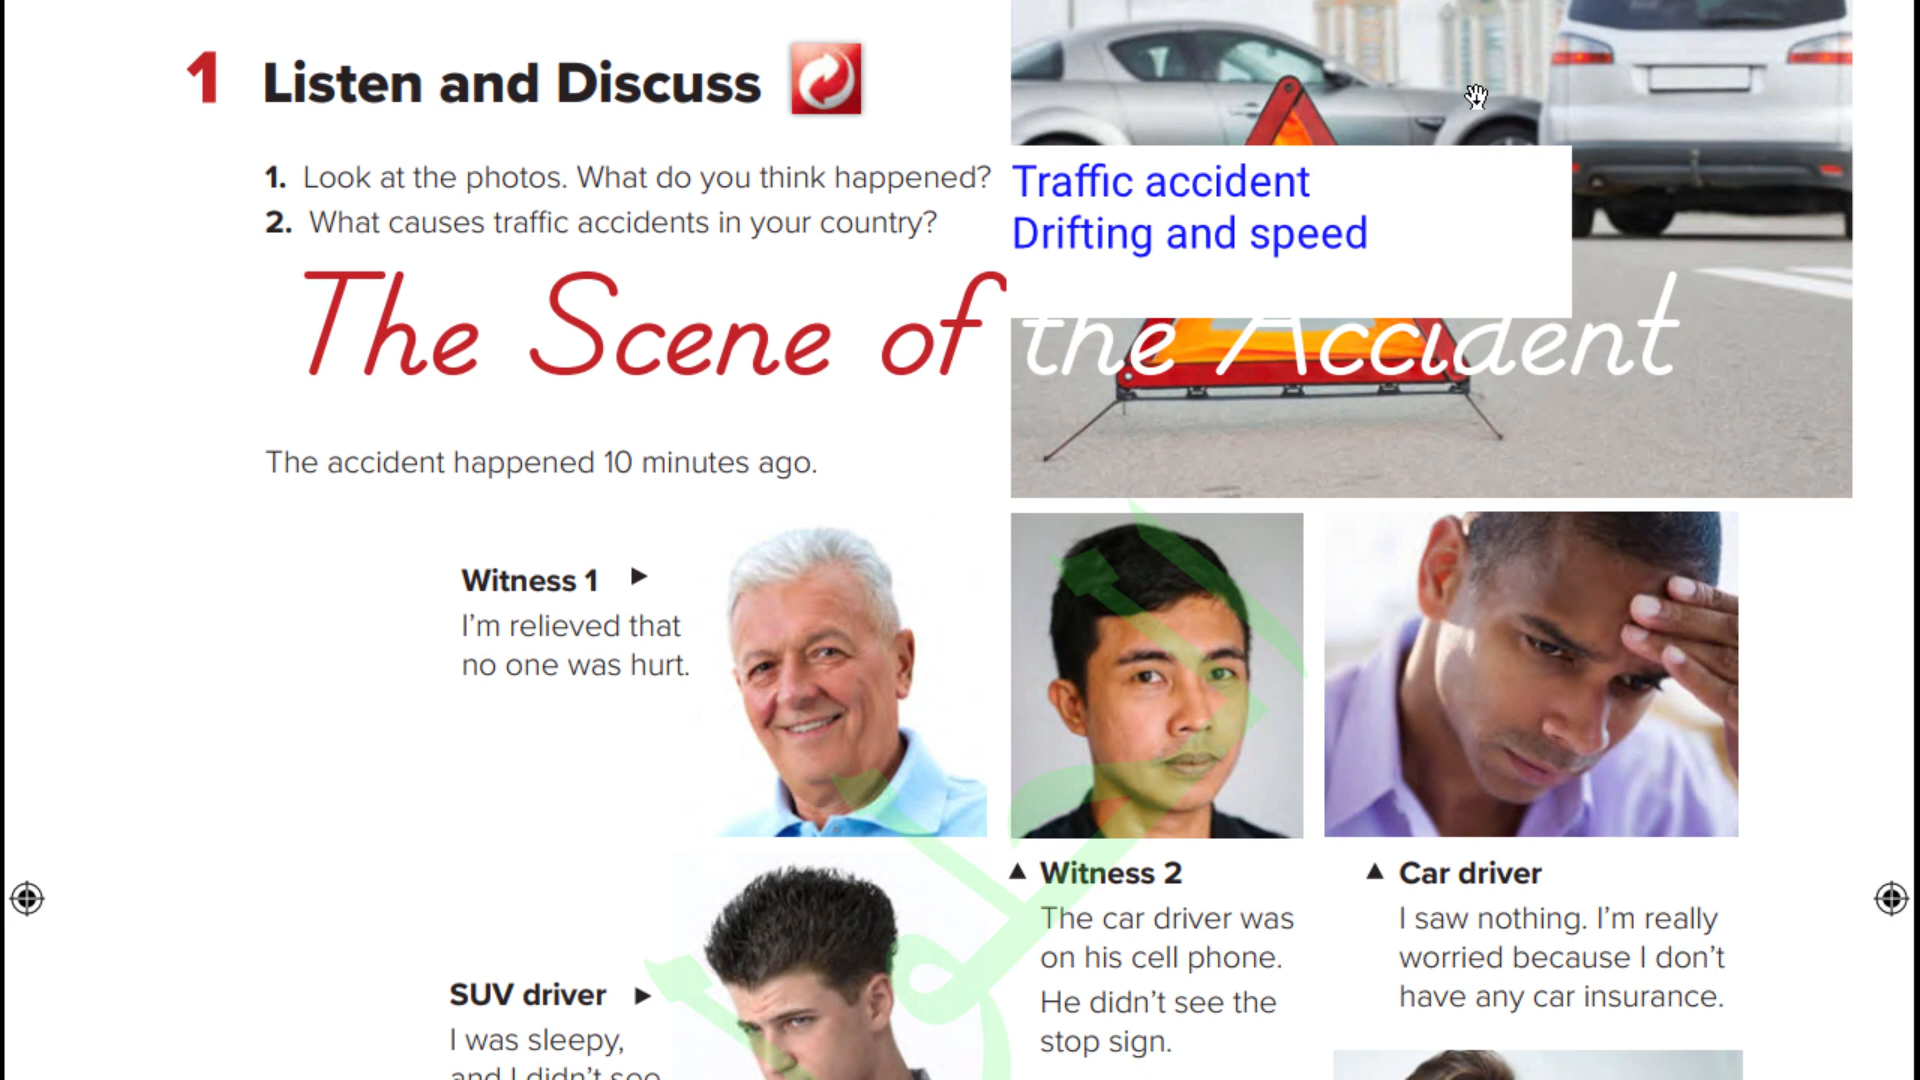 1 Listen and Discuss
1. Look at the photos. What do you think happened?
2. What causes traffic accidents in your country?
Traffic accident
Drifting and speed
The Scene of the Accident
The accident happened 10 minutes ago.
Witness 1
I'm relieved that
no one was hurt.
Witness 2
The car driver was
on his cell phone.
He didn't see the
stop sign.
Car driver
I saw nothing. I'm really
worried because I don't
have any car insurance.
SUV driver
I was sleepy,
and I didn't see